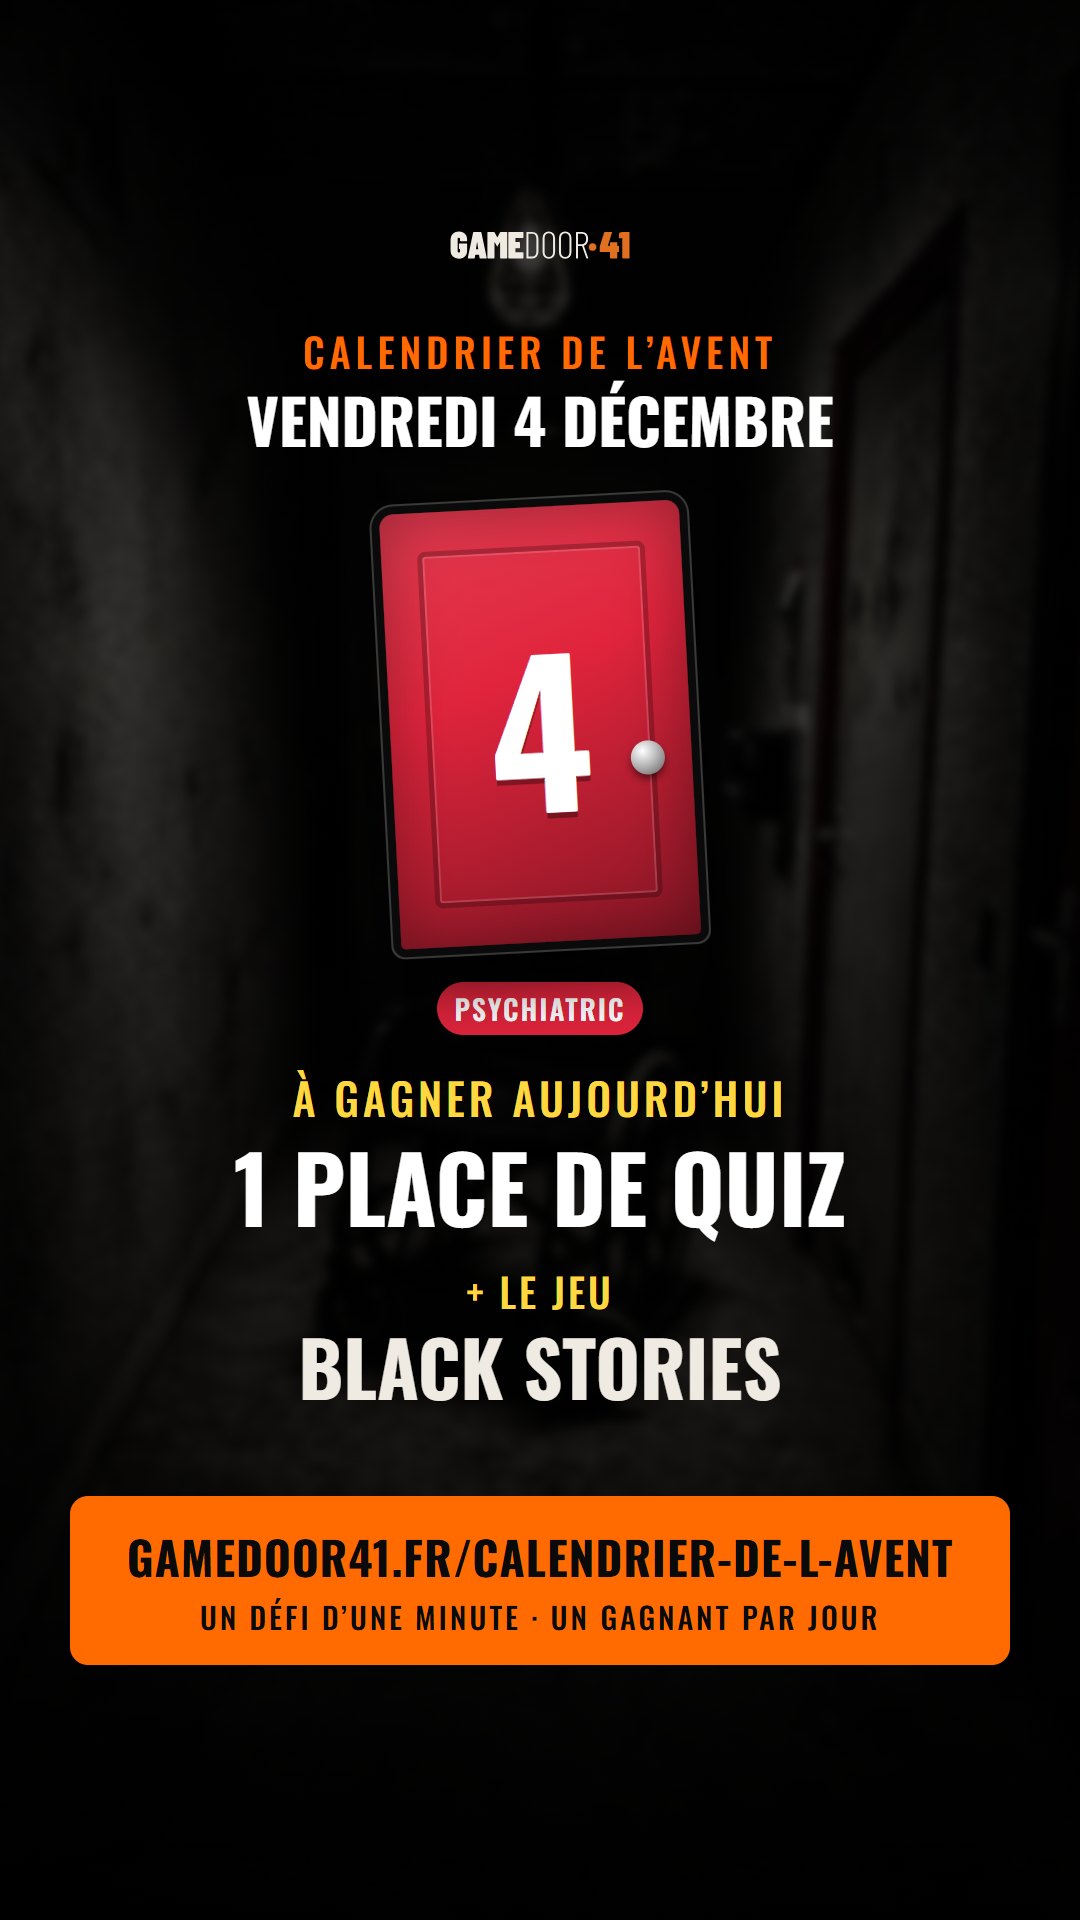 GAMEDOOR·41
CALENDRIER DE L’AVENT
VENDREDI 4 DÉCEMBRE
4
PSYCHIATRIC
À GAGNER AUJOURD’HUI
1 PLACE DE QUIZ
+ LE JEU
BLACK STORIES
GAMEDOOR41.FR/CALENDRIER-DE-L-AVENT
UN DÉFI D’UNE MINUTE · UN GAGNANT PAR JOUR